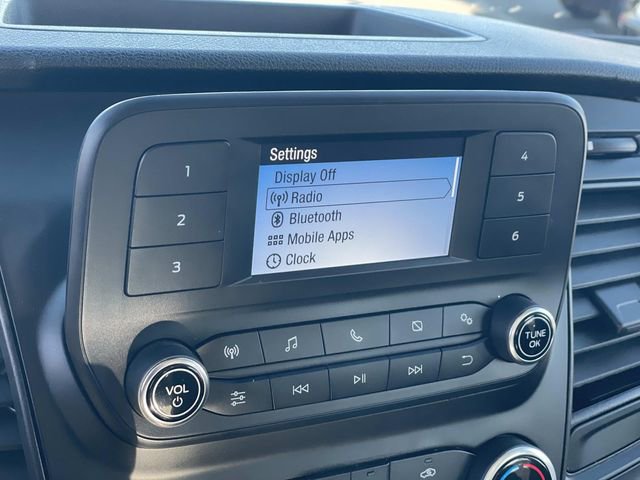 Settings
Display Off
Radio
Bluetooth
Mobile Apps
Clock
1
2
3
4
5
6
VOL
TUNE
OK